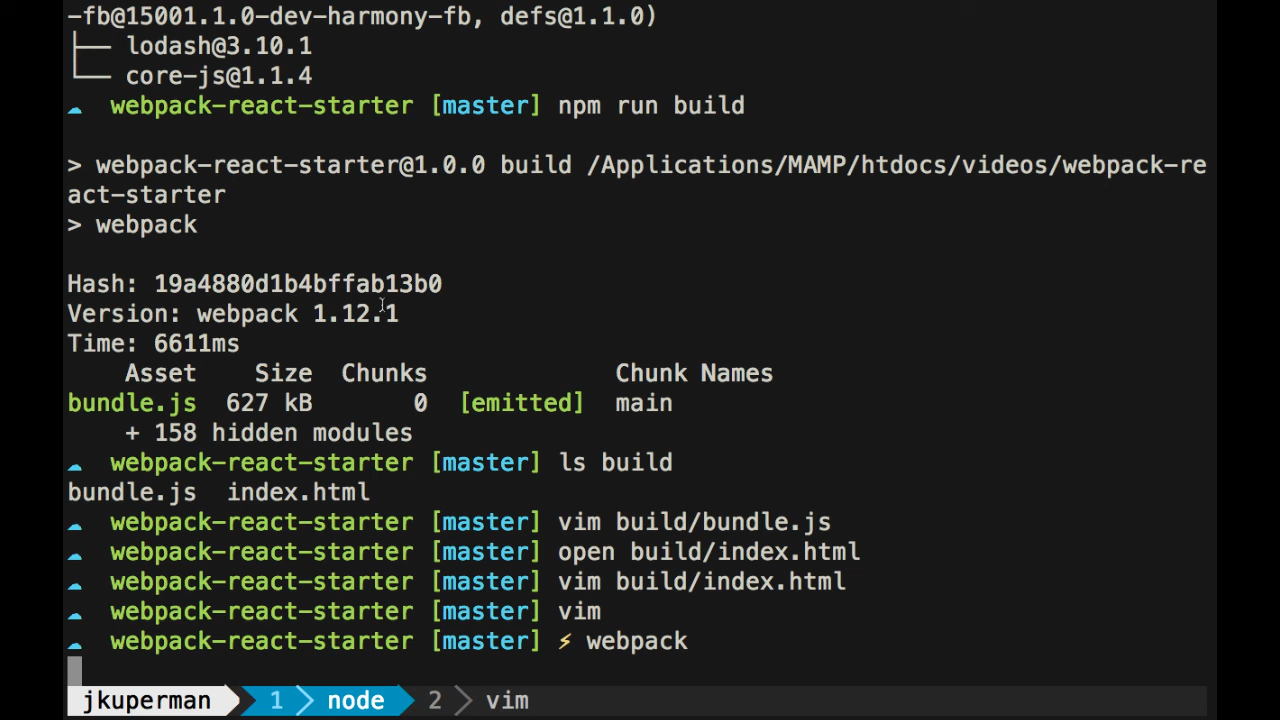 -fb@15001.1.0-dev-harmony-fb, defs@1.1.0)
├── lodash@3.10.1
└── core-js@1.1.4
☁  webpack-react-starter [master] npm run build
> webpack-react-starter@1.0.0 build /Applications/MAMP/htdocs/videos/webpack-re
act-starter
> webpack
Hash: 19a4880d1b4bffab13b0
Version: webpack 1.12.1
Time: 6611ms
    Asset    Size  Chunks             Chunk Names
bundle.js  627 kB       0  [emitted]  main
    + 158 hidden modules
☁  webpack-react-starter [master] ls build
bundle.js  index.html
☁  webpack-react-starter [master] vim build/bundle.js
☁  webpack-react-starter [master] open build/index.html
☁  webpack-react-starter [master] vim build/index.html
☁  webpack-react-starter [master] vim
☁  webpack-react-starter [master] ⚡ webpack
jkuperman 1 node 2 vim